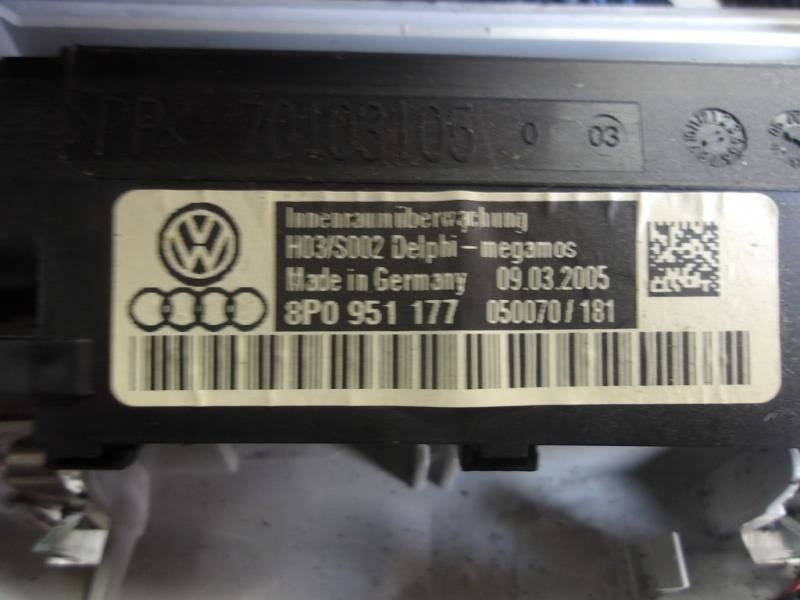 >PP< 70103105 0 03
Innenraumüberwachung
H03/S002 Delphi - megamos
Made in Germany 09.03.2005
8P0 951 177 050070/181